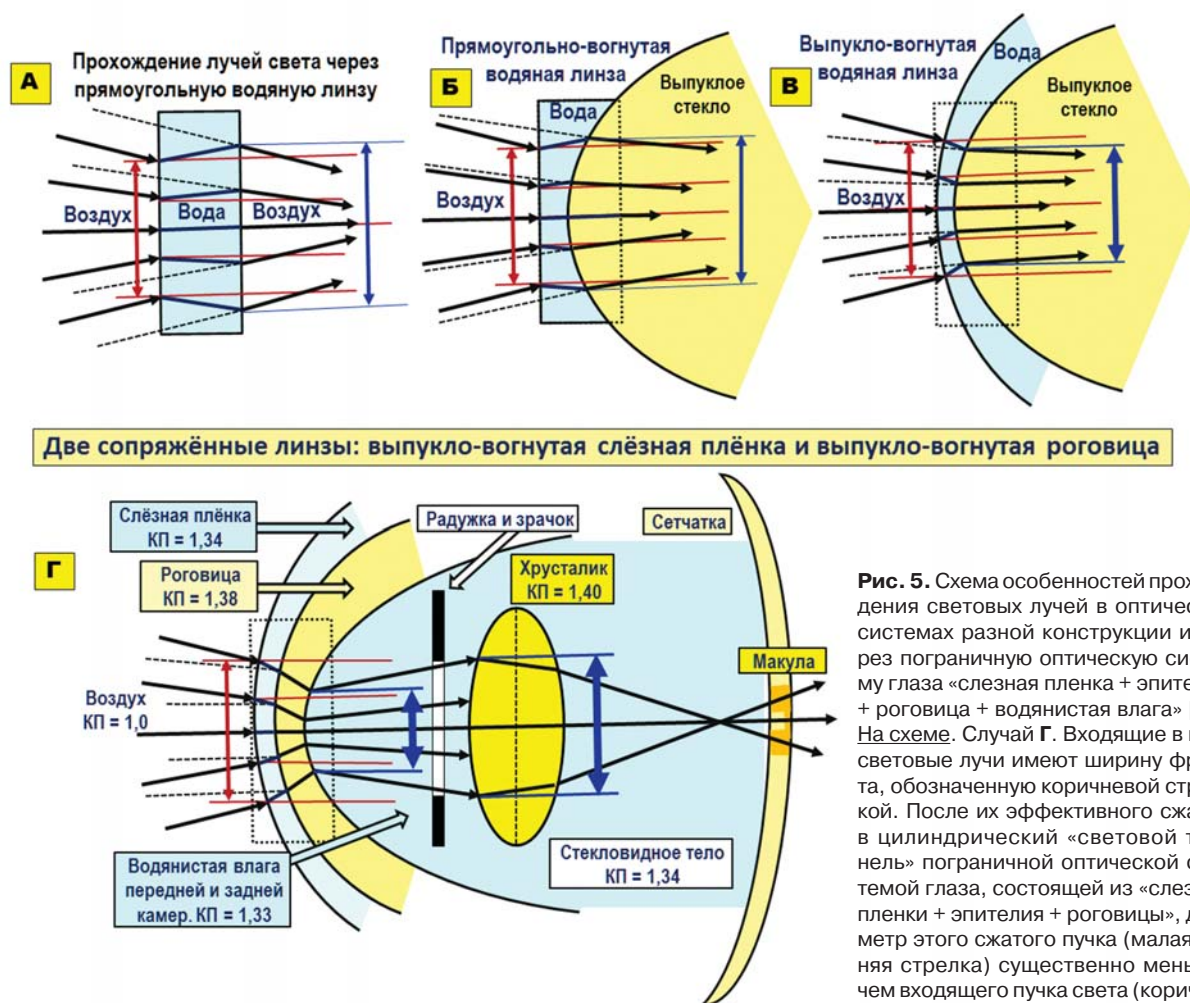 А
Прохождение лучей света через
прямоугольную водяную линзу
Воздух
Вода
Воздух
Б
Прямоугольно-вогнутая
водяная линза
Вода
Выпуклое
стекло
Воздух
В
Выпукло-вогнутая
водяная линза
Вода
Выпуклое
стекло
Воздух
Две сопряжённые линзы: выпукло-вогнутая слёзная плёнка и выпукло-вогнутая роговица
Г
Слёзная плёнка
КП = 1,34
Роговица
КП = 1,38
Радужка и зрачок
Хрусталик
КП = 1,40
Сетчатка
Макула
Воздух
КП = 1,0
Водянистая влага
передней и задней
камер. КП = 1,33
Стекловидное тело
КП = 1,34
Рис. 5. Схема особенностей прох
дения световых лучей в оптичес
системах разной конструкции и
рез пограничную оптическую си
му глаза «слезная пленка + эпите
+ роговица + водянистая влага»
На схеме. Случай Г. Входящие в
световые лучи имеют ширину фр
та, обозначенную коричневой стр
кой. После их эффективного сжа
в цилиндрический «световой т
нель» пограничной оптической с
темой глаза, состоящей из «слез
пленки + эпителия + роговицы», д
метр этого сжатого пучка (малая
няя стрелка) существенно мень
чем входящего пучка света (корич